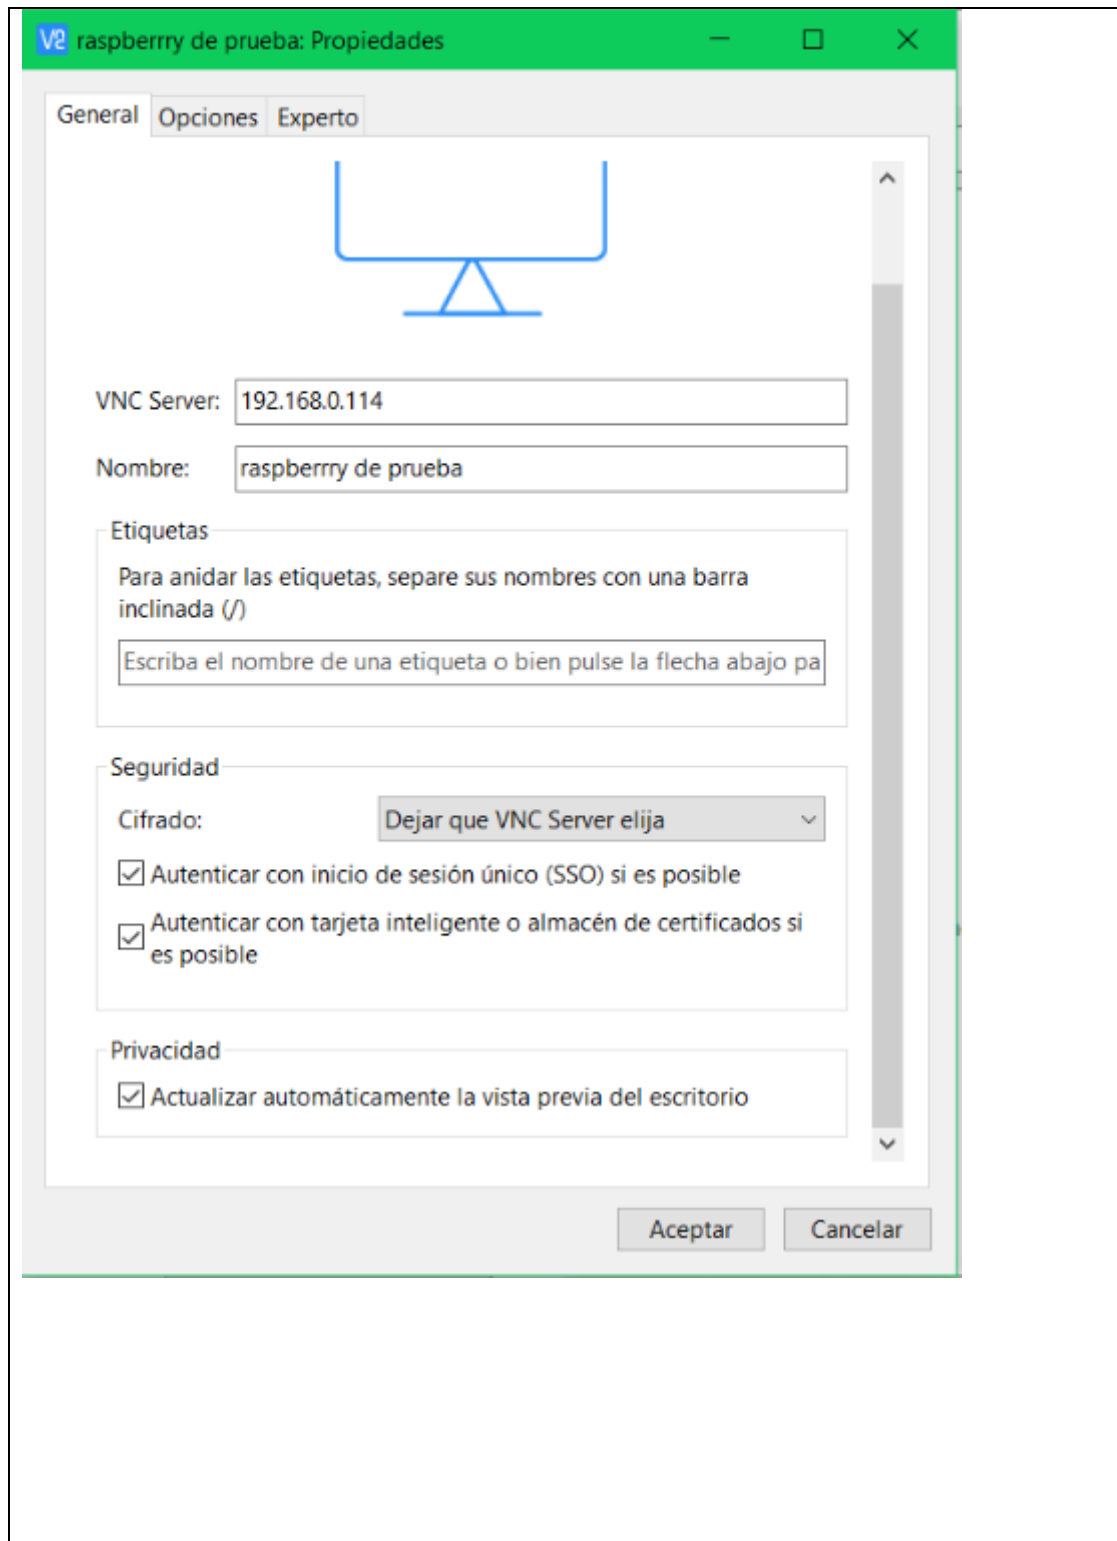 V2 raspberrry de prueba: Propiedades
General Opciones Experto
VNC Server: 192.168.0.114
Nombre: raspberrry de prueba
Etiquetas
Para anidar las etiquetas, separe sus nombres con una barra
inclinada (/)
Escriba el nombre de una etiqueta o bien pulse la flecha abajo pa
Seguridad
Cifrado: Dejar que VNC Server elija
Autenticar con inicio de sesión único (SSO) si es posible
Autenticar con tarjeta inteligente o almacén de certificados si
es posible
Privacidad
Actualizar automáticamente la vista previa del escritorio
Aceptar Cancelar